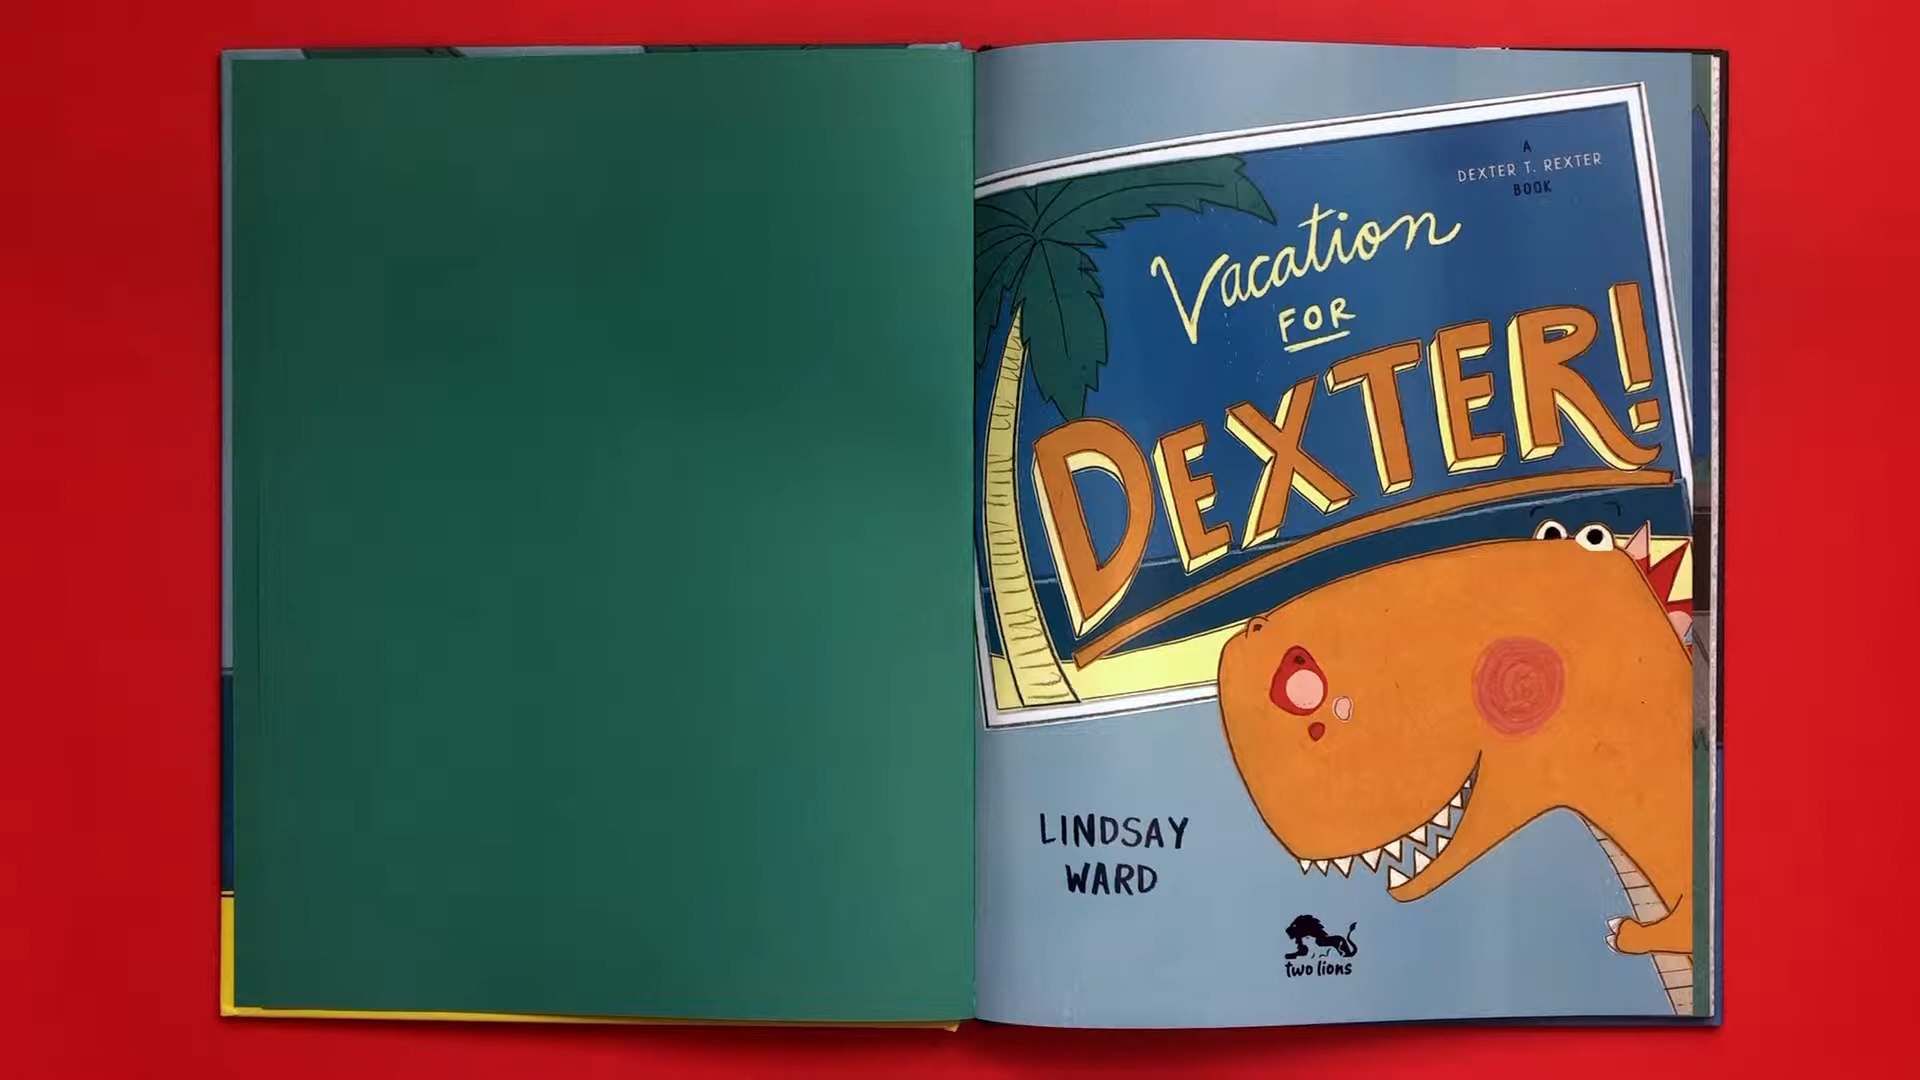 A
DEXTER T. REXTER
BOOK
Vacation
FOR
DEXTER!
LINDSAY
WARD
two lions